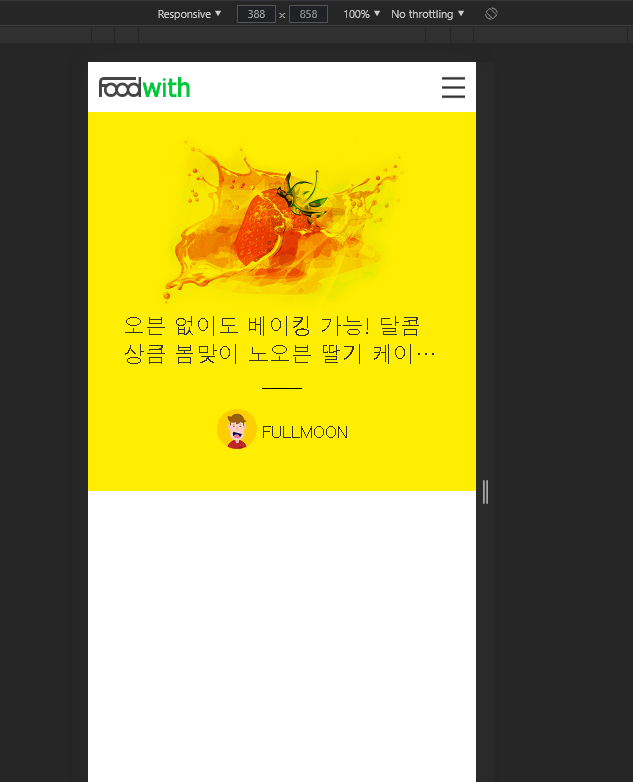 Responsive ▼ 388 x 858 100% ▼ No throttling ▼
foodwith
오븐 없이도 베이킹 가능! 달콤
상큼 봄맞이 노오븐 딸기 케이…
FULLMOON